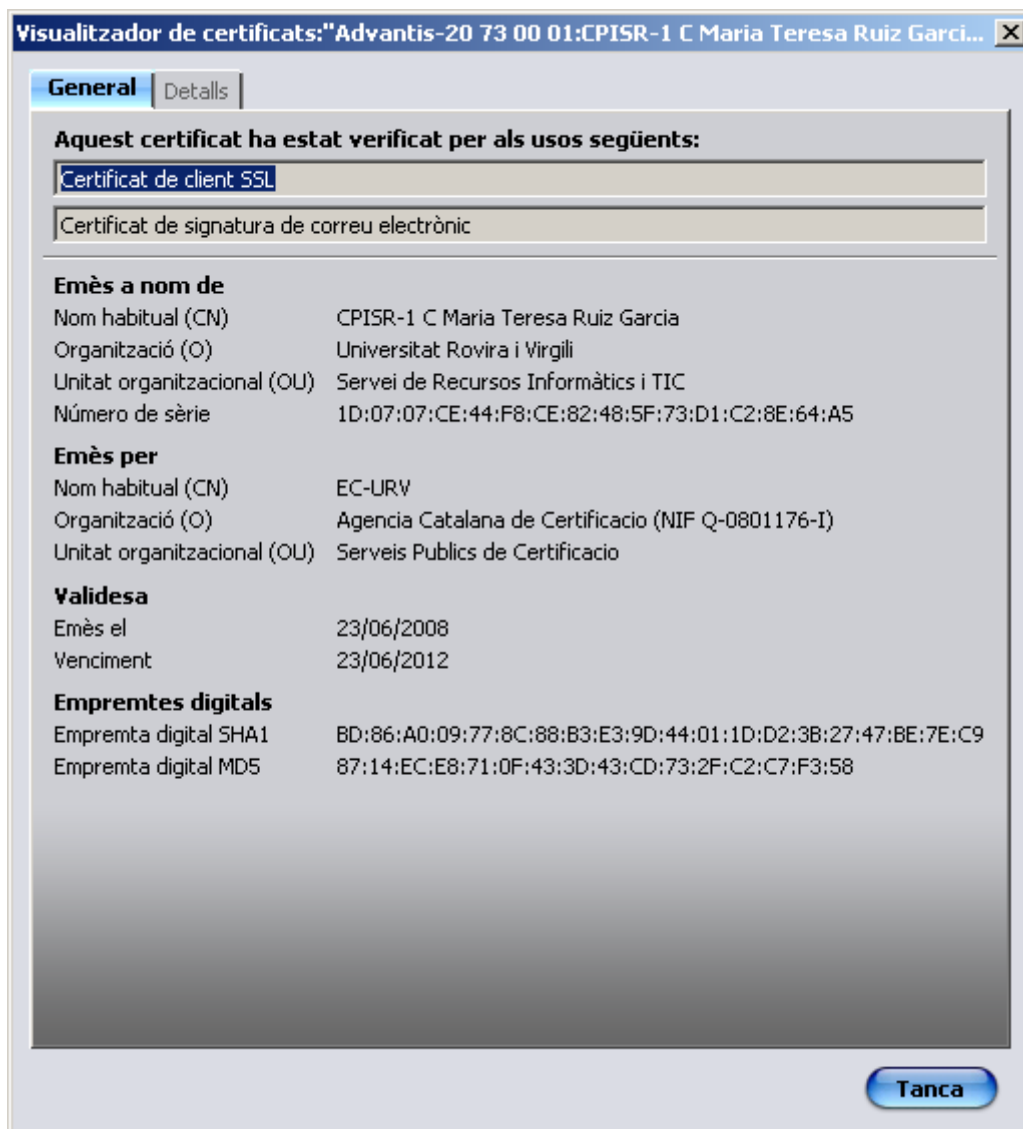 Visualitzador de certificats:"Advantis-20 73 00 01:CPISR-1 C Maria Teresa Ruiz Garci...
General Detalls
Aquest certificat ha estat verificat per als usos següents:
Certificat de client SSL
Certificat de signatura de correu electrònic
Emès a nom de
Nom habitual (CN) CPISR-1 C Maria Teresa Ruiz Garcia
Organització (O) Universitat Rovira i Virgili
Unitat organitzacional (OU) Servei de Recursos Informàtics i TIC
Número de sèrie 1D:07:07:CE:44:F8:CE:82:48:5F:73:D1:C2:8E:64:A5
Emès per
Nom habitual (CN) EC-URV
Organització (O) Agencia Catalana de Certificacio (NIF Q-0801176-I)
Unitat organitzacional (OU) Serveis Publics de Certificacio
Validesa
Emès el 23/06/2008
Venciment 23/06/2012
Empremtes digitals
Empremta digital SHA1 BD:86:A0:09:77:8C:88:B3:E3:9D:44:01:1D:D2:3B:27:47:BE:7E:C9
Empremta digital MD5 87:14:EC:E8:71:0F:43:3D:43:CD:73:2F:C2:C7:F3:58
Tanca